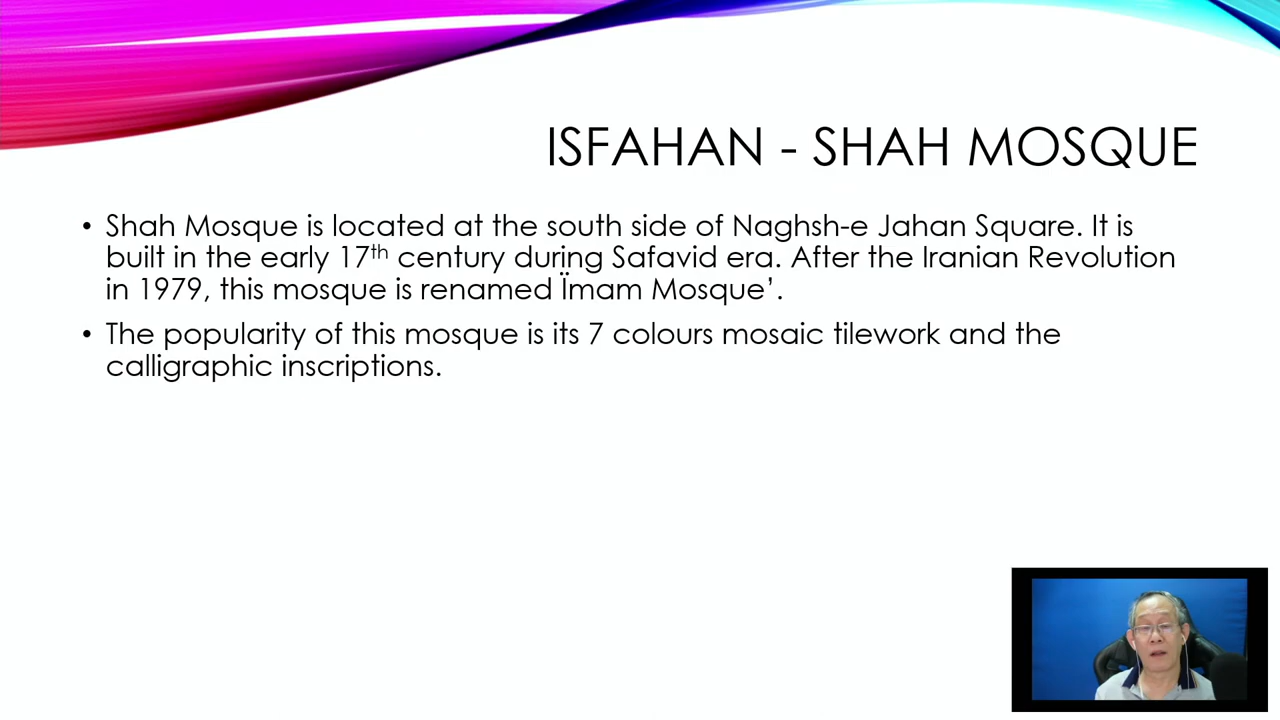 ISFAHAN - SHAH MOSQUE
• Shah Mosque is located at the south side of Naghsh-e Jahan Square. It is
built in the early 17th century during Safavid era. After the Iranian Revolution
in 1979, this mosque is renamed Ïmam Mosque’.
• The popularity of this mosque is its 7 colours mosaic tilework and the
calligraphic inscriptions.